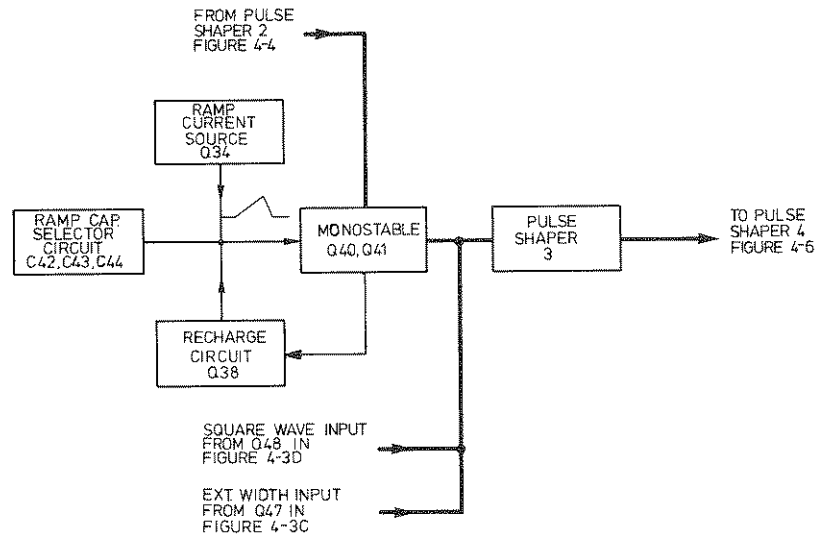 FROM PULSE
SHAPER 2
FIGURE 4-4
RAMP
CURRENT
SOURCE
Q34
RAMP CAP.
SELECTOR
CIRCUIT
C42,C43,C44
MONOSTABLE
Q40,Q41
PULSE
SHAPER
3
TO PULSE
SHAPER 4
FIGURE 4-6
RECHARGE
CIRCUIT
Q38
SQUARE WAVE INPUT
FROM Q48 IN
FIGURE 4-3D
EXT. WIDTH INPUT
FROM Q47 IN
FIGURE 4-3C